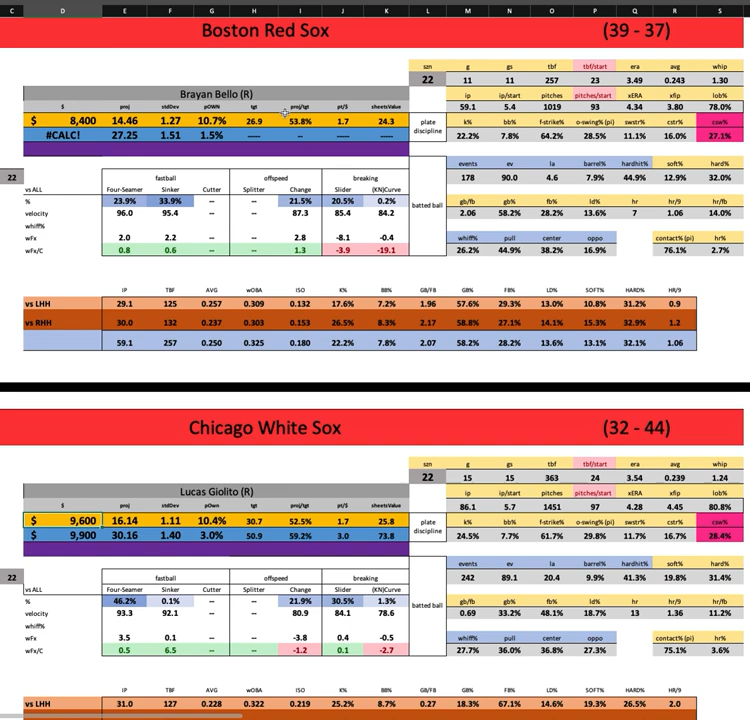 C D E F G H I J K L M N O P Q R S
Boston Red Sox (39 - 37)
szn g gs tbf tbf/start era avg whip
22 11 11 257 23 3.49 0.243 1.30
Brayan Bello (R) ip ip/start pitches pitches/start xERA xfip lob%
59.1 5.4 1019 93 4.34 3.80 78.0%
$ proj stdDev pOWN tgt proj/tgt pt/$ sheetsValue
$ 8,400 14.46 1.27 10.7% 26.9 53.8% 1.7 24.3 plate discipline k% bb% f-strike% o-swing% (pi) swstr% cstr% csw%
#CALC! 27.25 1.51 1.5% ---- -- --- --- 22.2% 7.8% 64.2% 28.5% 11.1% 16.0% 27.1%
events ev la barrel% hardhit% soft% hard%
22 fastball offspeed breaking 178 90.0 4.6 7.9% 44.9% 12.9% 32.0%
vs ALL Four-Seamer Sinker Cutter Splitter Change Slider (KN)Curve
% 23.9% 33.9% -- -- 21.5% 20.5% 0.2% batted ball gb/fb gb% fb% ld% hr hr/9 hr/fb
velocity 96.0 95.4 -- -- 87.3 85.4 84.2 2.06 58.2% 28.2% 13.6% 7 1.06 14.0%
whiff%
wFx 2.0 2.2 -- -- 2.8 -8.1 -0.4 whiff% pull center oppo contact% (pi) hr%
wFx/C 0.8 0.6 -- -- 1.3 -3.9 -19.1 26.2% 44.9% 38.2% 16.9% 76.1% 2.7%
IP TBF AVG wOBA ISO K% BB% GB/FB GB% FB% LD% SOFT% HARD% HR/9
vs LHH 29.1 125 0.257 0.309 0.132 17.6% 7.2% 1.96 57.6% 29.3% 13.0% 10.8% 31.2% 0.9
vs RHH 30.0 132 0.237 0.303 0.153 26.5% 8.3% 2.17 58.8% 27.1% 14.1% 15.3% 32.9% 1.2
59.1 257 0.250 0.325 0.180 22.2% 7.8% 2.07 58.2% 28.2% 13.6% 13.1% 32.1% 1.06
Chicago White Sox (32 - 44)
szn g gs tbf tbf/start era avg whip
22 15 15 363 24 3.54 0.239 1.24
Lucas Giolito (R) ip ip/start pitches pitches/start xERA xfip lob%
86.1 5.7 1451 97 4.28 4.45 80.8%
$ proj stdDev pOwn tgt proj/tgt pt/$ sheetsValue
$ 9,600 16.14 1.11 10.4% 30.7 52.5% 1.7 25.8 plate discipline k% bb% f-strike% o-swing% (pi) swstr% cstr% csw%
$ 9,900 30.16 1.40 3.0% 50.9 59.2% 3.0 73.8 24.5% 7.7% 61.7% 29.8% 11.7% 16.7% 28.4%
events ev la barrel% hardhit% soft% hard%
22 fastball offspeed breaking 242 89.1 20.4 9.9% 41.3% 19.8% 31.4%
vs ALL Four-Seamer Sinker Cutter Splitter Change Slider (KN)Curve
% 46.2% 0.1% -- -- 21.9% 30.5% 1.3% batted ball gb/fb gb% fb% ld% hr hr/9 hr/fb
velocity 93.3 92.1 -- -- 80.9 84.1 78.6 0.69 33.2% 48.1% 18.7% 13 1.36 11.2%
whiff%
wFx 3.5 0.1 -- -- -3.8 0.4 -0.5 whiff% pull center oppo contact% (pi) hr%
wFx/C 0.5 6.5 -- -- -1.2 0.1 -2.7 27.7% 36.0% 36.8% 27.3% 75.1% 3.6%
IP TBF AVG wOBA ISO K% BB% GB/FB GB% FB% LD% SOFT% HARD% HR/9
vs LHH 31.0 127 0.228 0.322 0.219 25.2% 8.7% 0.27 18.3% 67.1% 14.6% 19.3% 26.5% 2.0